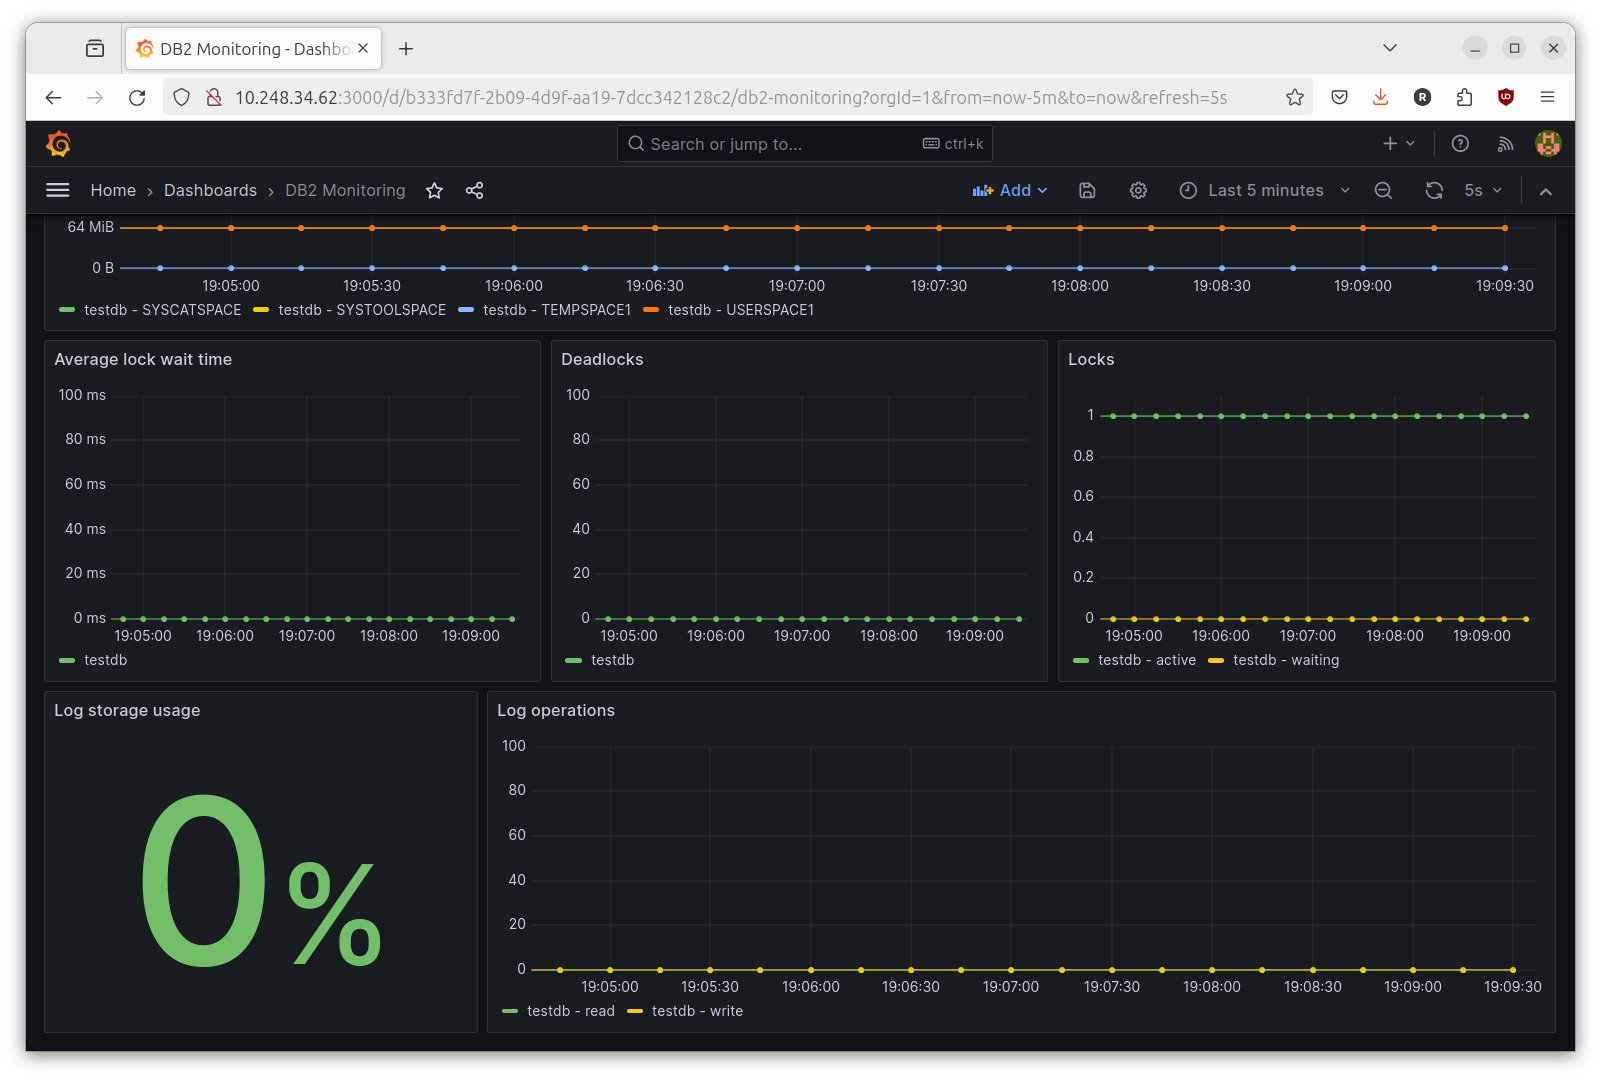 DB2 Monitoring - Dashbo
10.248.34.62:3000/d/b333fd7f-2b09-4d9f-aa19-7dcc342128c2/db2-monitoring?orgId=1&from=now-5m&to=now&refresh=5s
R
Search or jump to...
ctrl+k
Home
Dashboards
DB2 Monitoring
Add
Last 5 minutes
5s
64 MiB
0 B
19:05:00 19:05:30 19:06:00 19:06:30 19:07:00 19:07:30 19:08:00 19:08:30 19:09:00 19:09:30
testdb - SYSCATSPACE testdb - SYSTOOLSPACE testdb - TEMPSPACE1 testdb - USERSPACE1
Average lock wait time
100 ms
80 ms
60 ms
40 ms
20 ms
0 ms
19:05:00 19:06:00 19:07:00 19:08:00 19:09:00
testdb
Deadlocks
100
80
60
40
20
0
19:05:00 19:06:00 19:07:00 19:08:00 19:09:00
testdb
Locks
1
0.8
0.6
0.4
0.2
0
19:05:00 19:06:00 19:07:00 19:08:00 19:09:00
testdb - active testdb - waiting
Log storage usage
0%
Log operations
100
80
60
40
20
0
19:05:00 19:05:30 19:06:00 19:06:30 19:07:00 19:07:30 19:08:00 19:08:30 19:09:00 19:09:30
testdb - read testdb - write